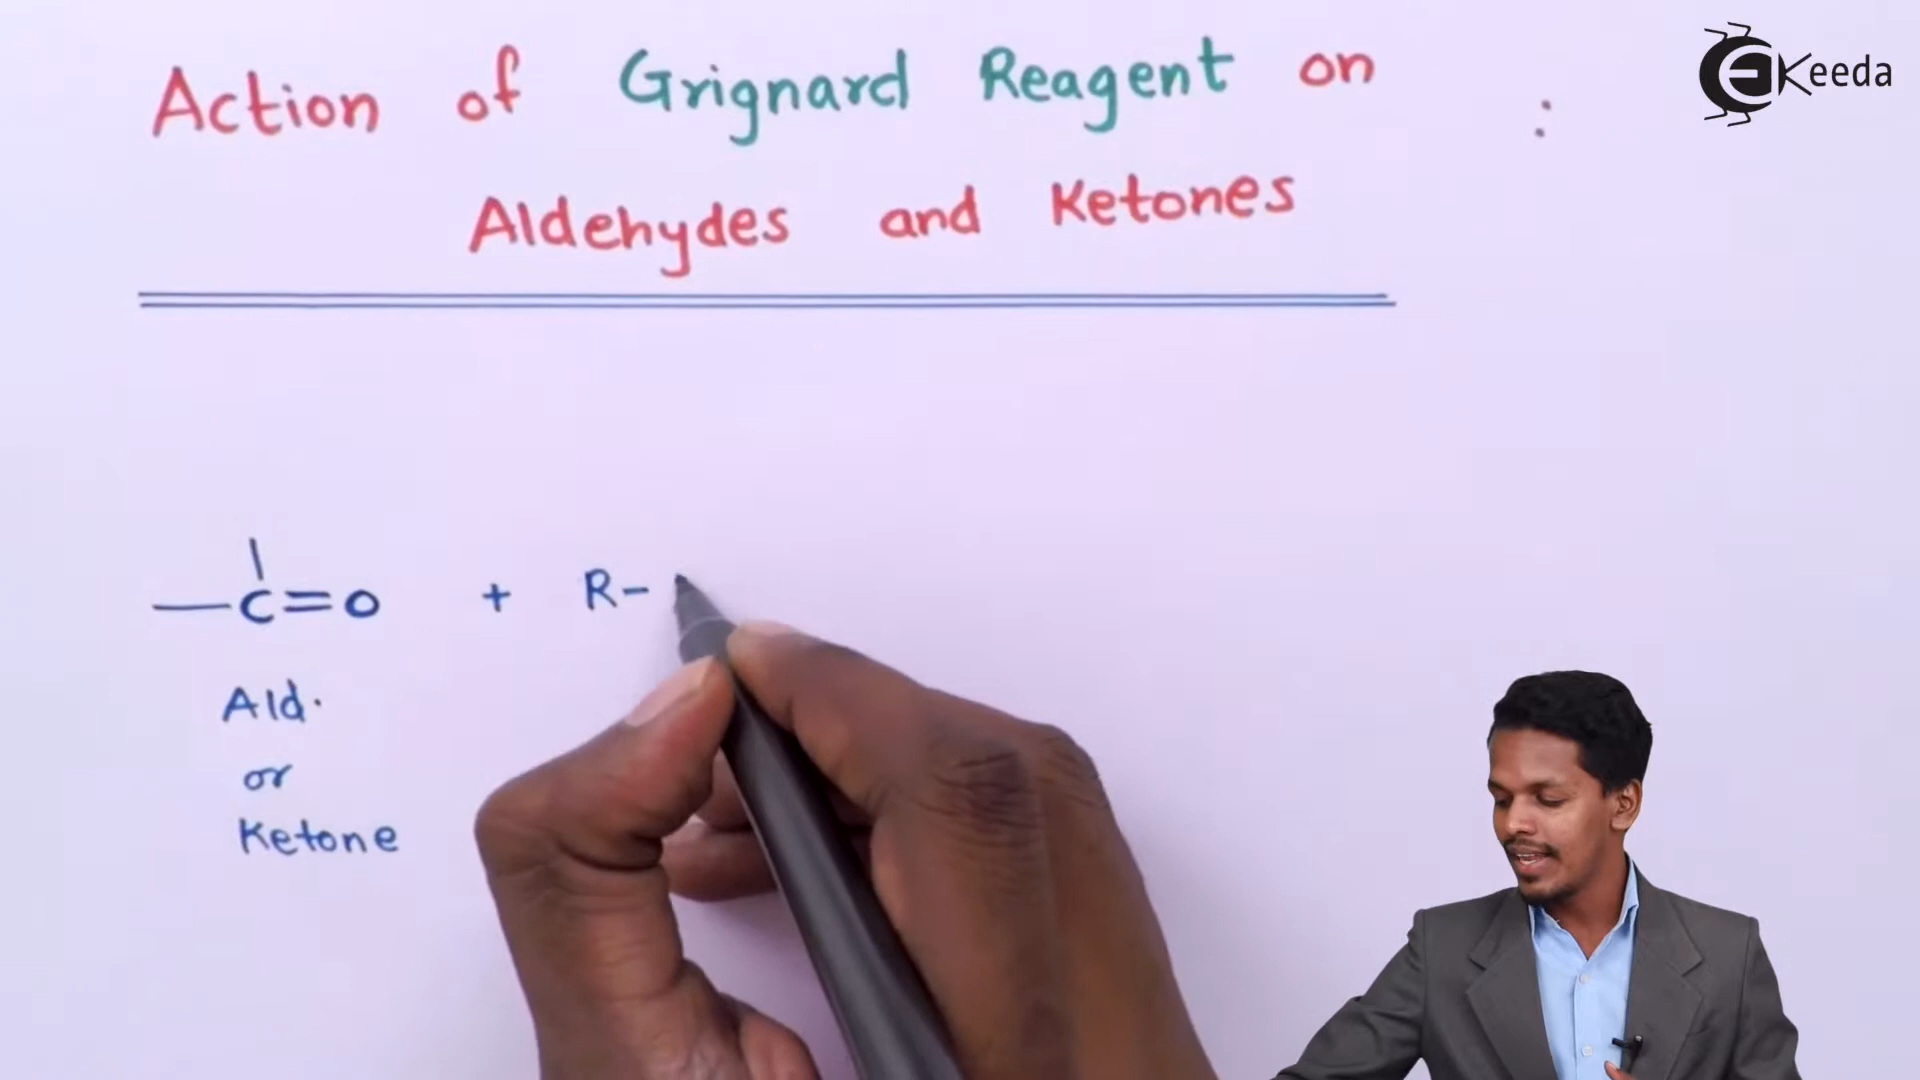 Action of Grignard Reagent on :
Aldehydes and Ketones
EKeeda
-C=O + R-
Ald.
or
Ketone